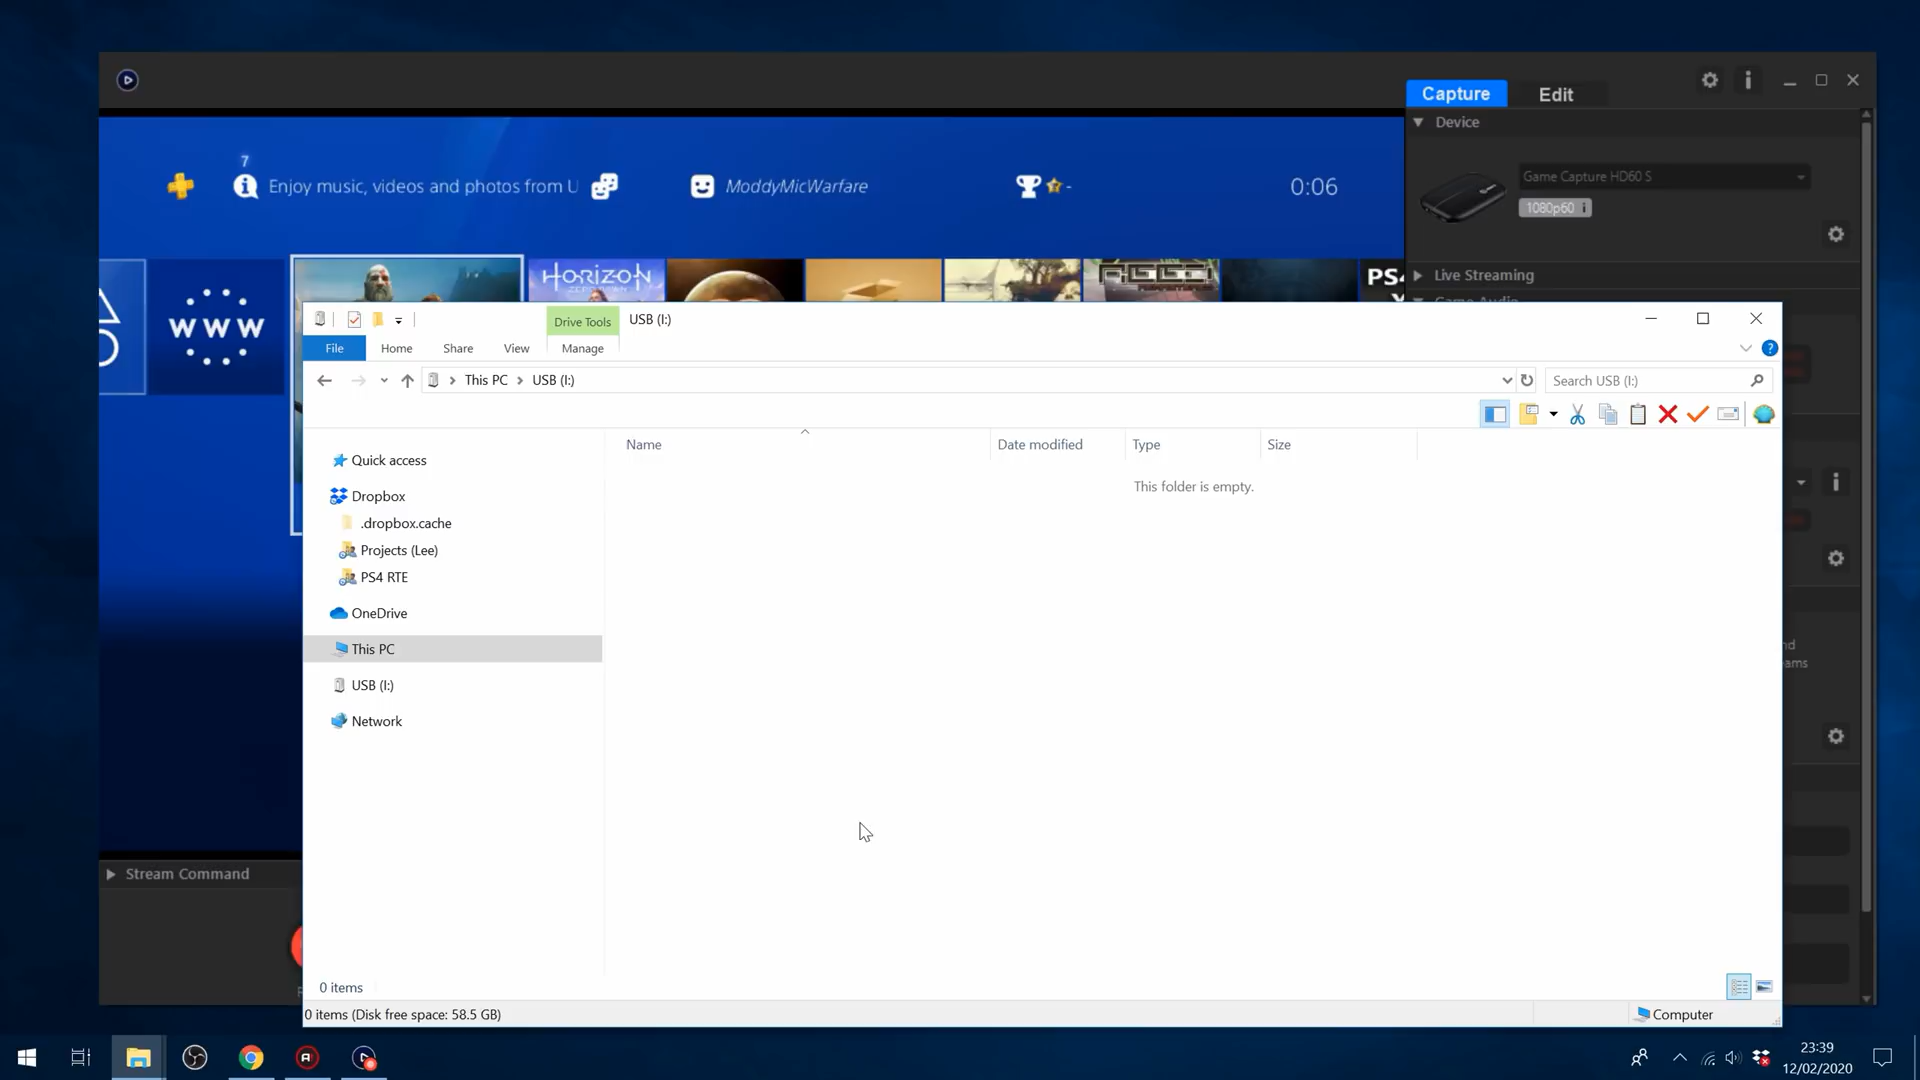 Capture
Edit
Device
7
Enjoy music, videos and photos from U
ModdyMicWarfare
-
0:06
Game Capture HD60 S
1080p60 i
Live Streaming
WWW
HORIZON
PS4
Drive Tools
USB (I:)
File
Home
Share
View
Manage
This PC
USB (I:)
Search USB (I:)
Name
Date modified
Type
Size
This folder is empty.
Quick access
Dropbox
.dropbox.cache
Projects (Lee)
PS4 RTE
OneDrive
This PC
USB (I:)
Network
Stream Command
0 items
0 items (Disk free space: 58.5 GB)
Computer
23:39
12/02/2020